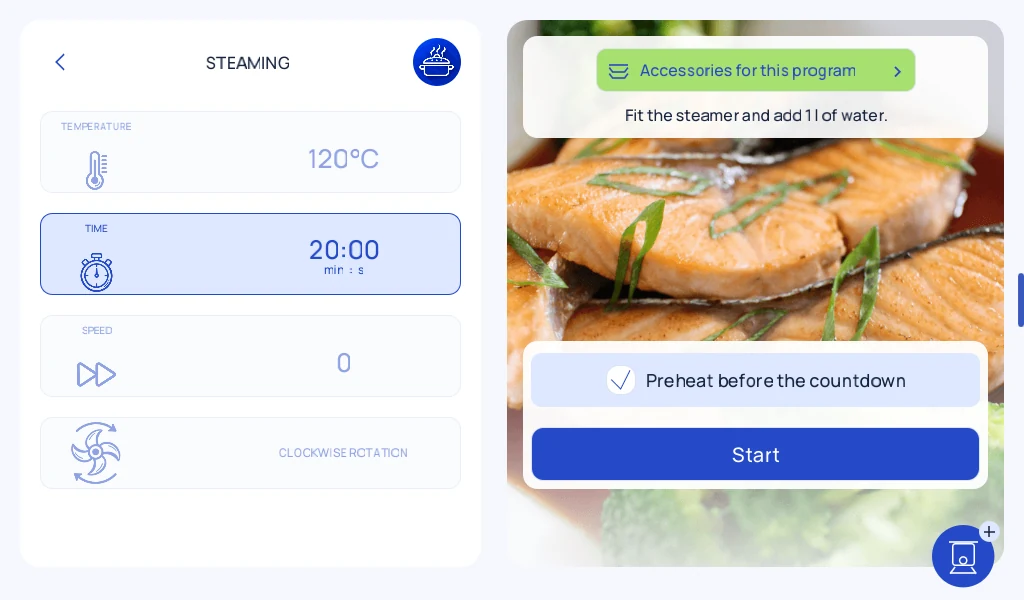 STEAMING
TEMPERATURE
120°C
TIME
20:00
min : s
SPEED
0
CLOCKWISE ROTATION
Accessories for this program
Fit the steamer and add 1 l of water.
Preheat before the countdown
Start